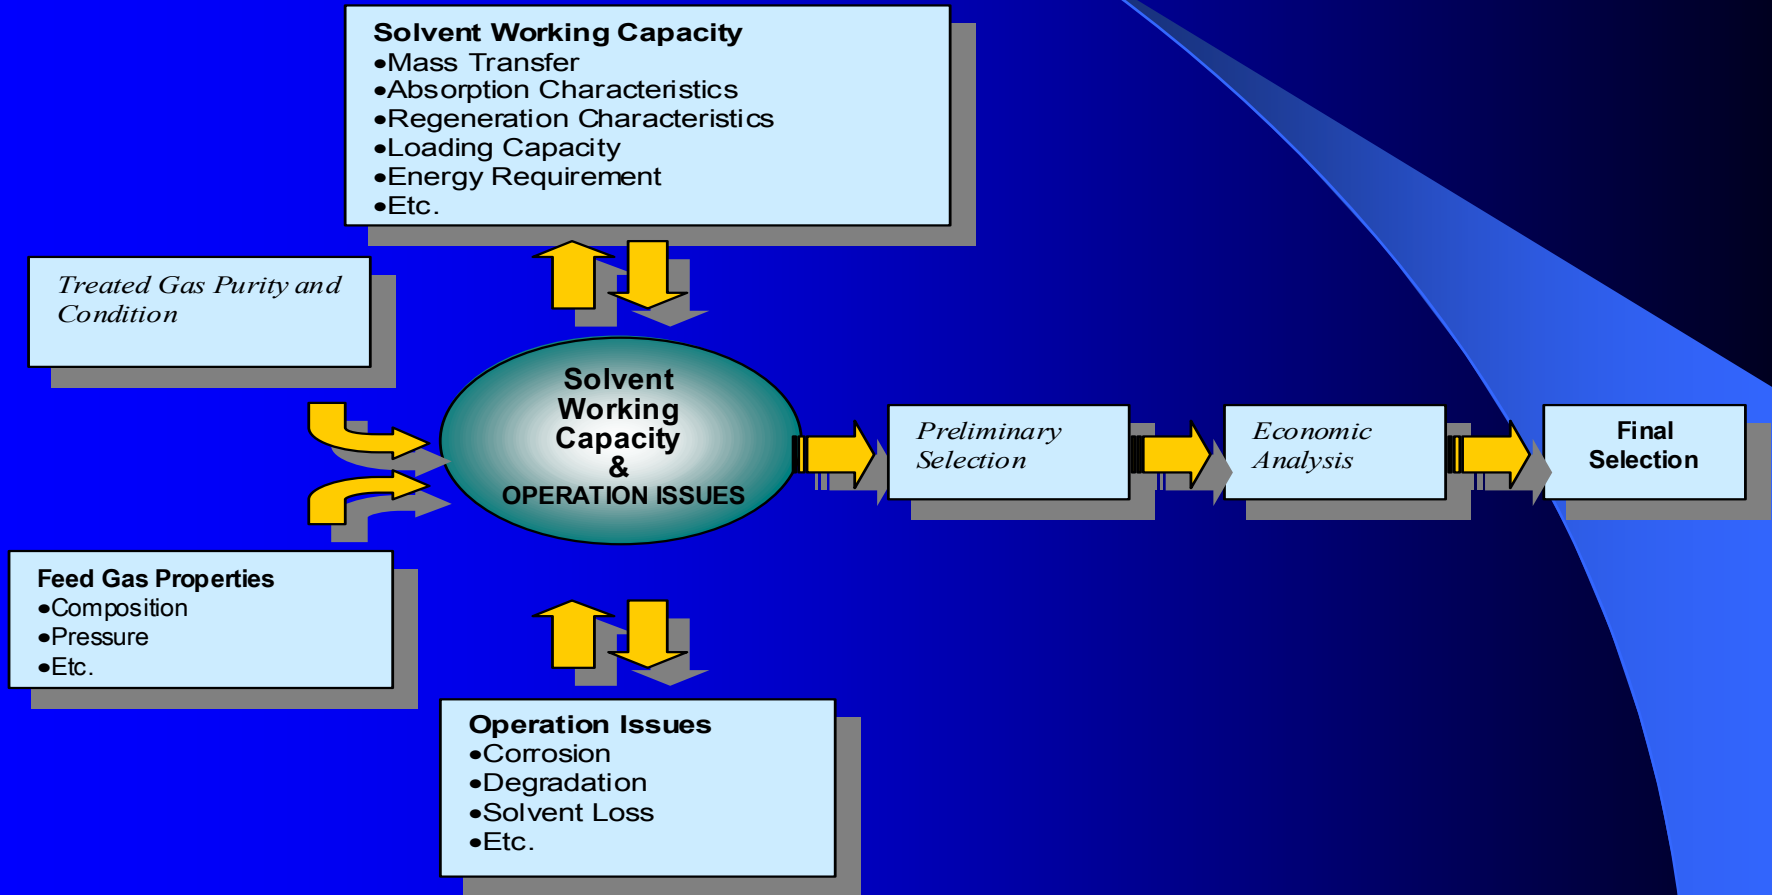 Solvent Working Capacity
•Mass Transfer
•Absorption Characteristics
•Regeneration Characteristics
•Loading Capacity
•Energy Requirement
•Etc.
Treated Gas Purity and
Condition
Solvent
Working
Capacity
&
OPERATION ISSUES
Preliminary
Selection
Economic
Analysis
Final
Selection
Feed Gas Properties
•Composition
•Pressure
•Etc.
Operation Issues
•Corrosion
•Degradation
•Solvent Loss
•Etc.